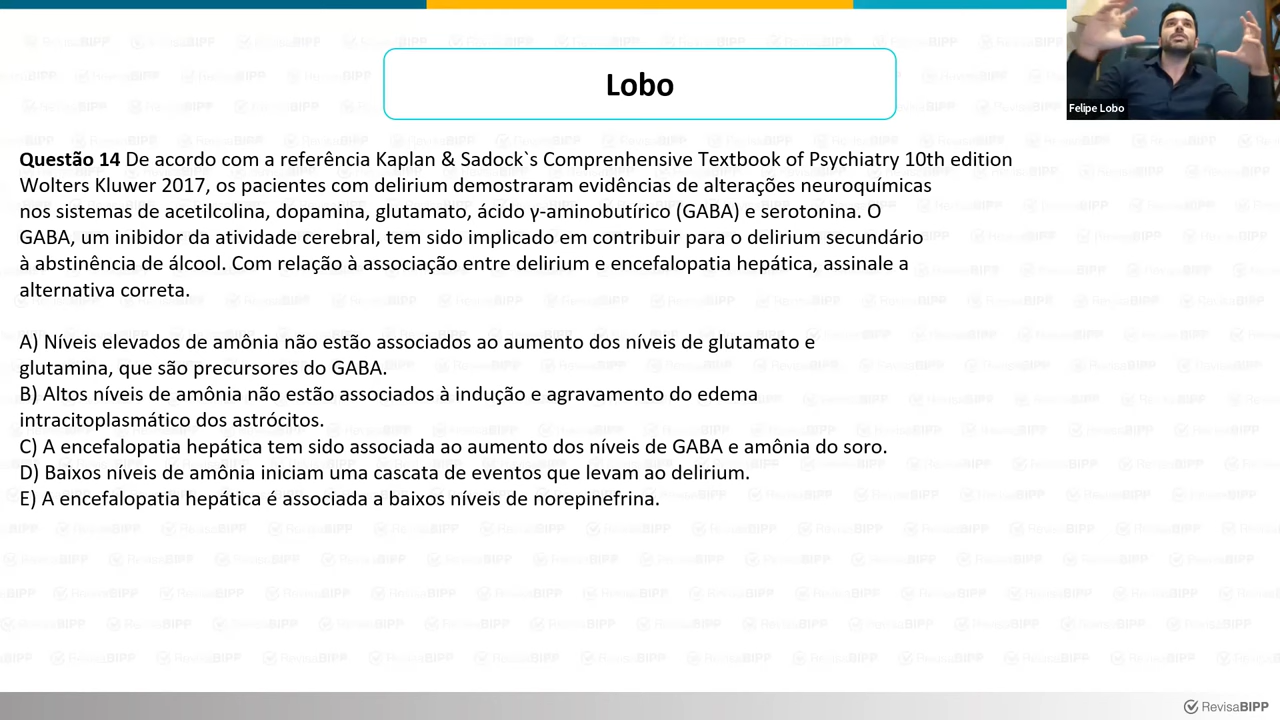 Lobo
Felipe Lobo
Questão 14 De acordo com a referência Kaplan & Sadock`s Comprenhensive Textbook of Psychiatry 10th edition
Wolters Kluwer 2017, os pacientes com delirium demostraram evidências de alterações neuroquímicas
nos sistemas de acetilcolina, dopamina, glutamato, ácido γ-aminobutírico (GABA) e serotonina. O
GABA, um inibidor da atividade cerebral, tem sido implicado em contribuir para o delirium secundário
à abstinência de álcool. Com relação à associação entre delirium e encefalopatia hepática, assinale a
alternativa correta.
A) Níveis elevados de amônia não estão associados ao aumento dos níveis de glutamato e
glutamina, que são precursores do GABA.
B) Altos níveis de amônia não estão associados à indução e agravamento do edema
intracitoplasmático dos astrócitos.
C) A encefalopatia hepática tem sido associada ao aumento dos níveis de GABA e amônia do soro.
D) Baixos níveis de amônia iniciam uma cascata de eventos que levam ao delirium.
E) A encefalopatia hepática é associada a baixos níveis de norepinefrina.
RevisaBIPP